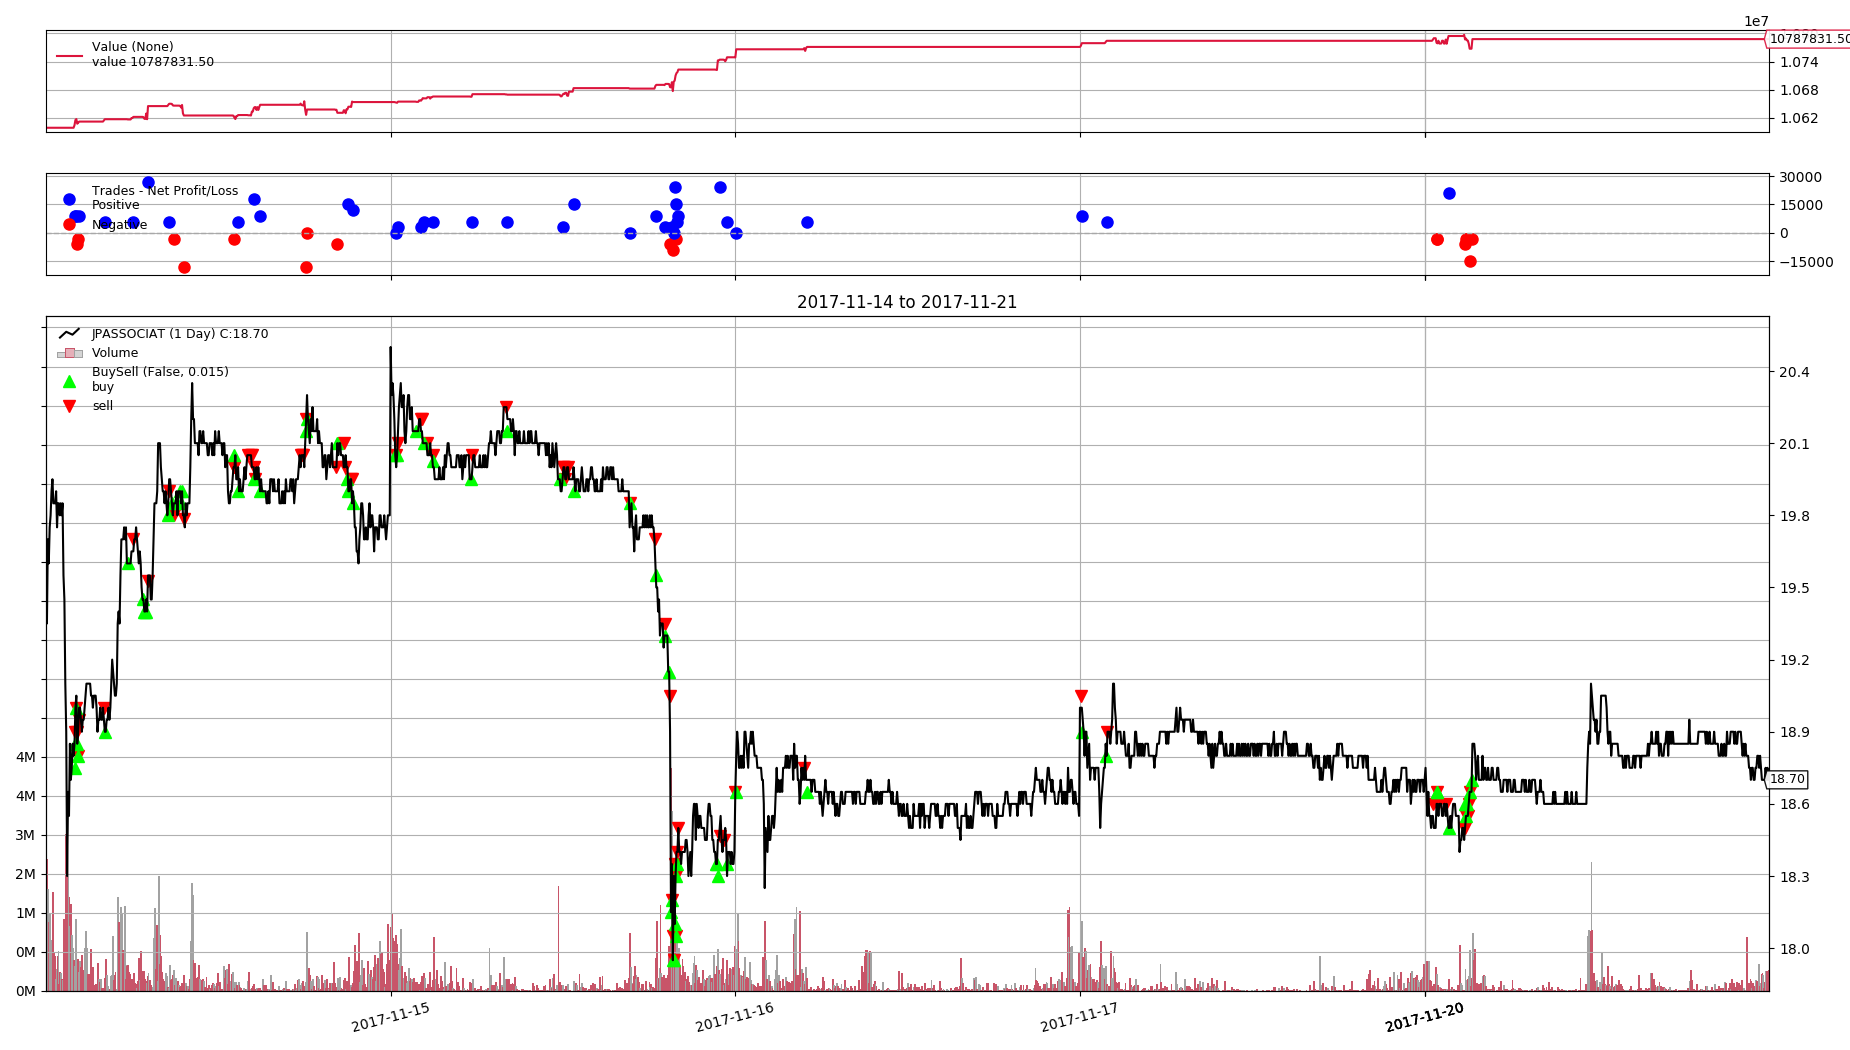 1e7
Value (None)
value 10787831.50
10787831.50
1.074
1.068
1.062
Trades - Net Profit/Loss
Positive
Negative
30000
15000
0
−15000
2017-11-14 to 2017-11-21
JPASSOCIAT (1 Day) C:18.70
Volume
BuySell (False, 0.015)
buy
sell
20.4
20.1
19.8
19.5
19.2
18.9
18.70
18.6
18.3
18.0
4M
4M
3M
2M
1M
0M
0M
2017-11-15
2017-11-16
2017-11-17
2017-11-20